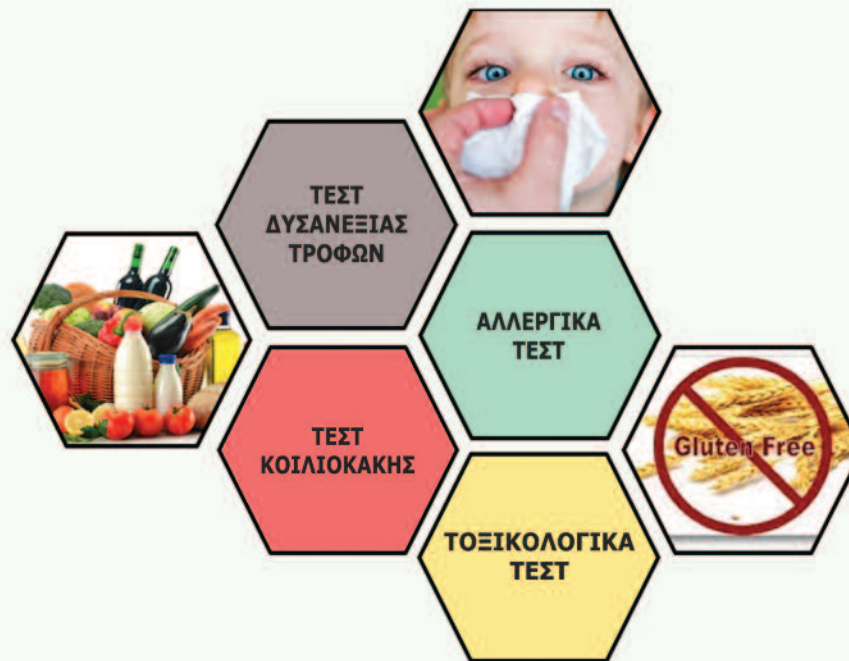 ΤΕΣΤ
ΔΥΣΑΝΕΞΙΑΣ
ΤΡΟΦΩΝ
ΑΛΛΕΡΓΙΚΑ
ΤΕΣΤ
ΤΕΣΤ
ΚΟΙΛΙΟΚΑΚΗΣ
Gluten Free
ΤΟΞΙΚΟΛΟΓΙΚΑ
ΤΕΣΤ